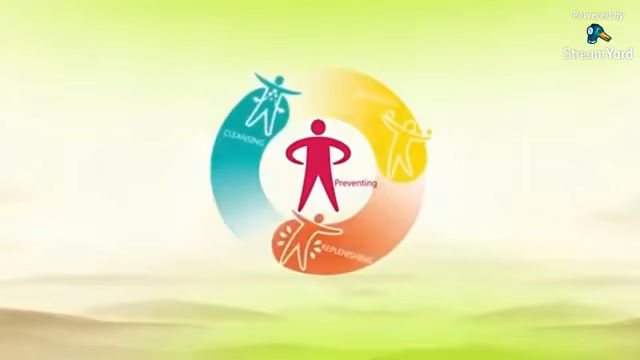 Powered by
StreamYard
CLEANSING
Preventing
REPLENISHING